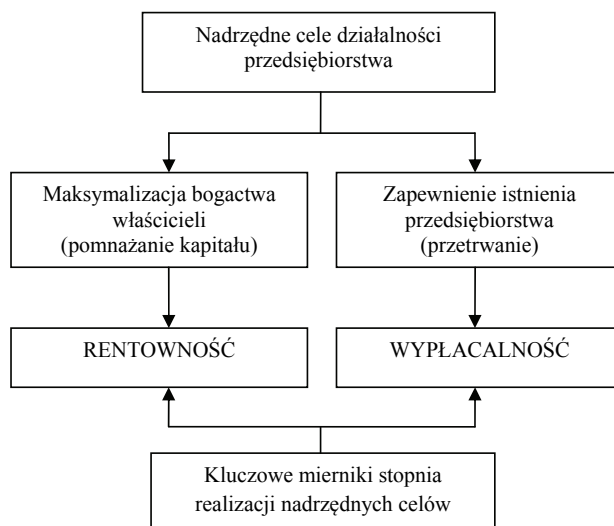 Nadrzędne cele działalności
przedsiębiorstwa
Maksymalizacja bogactwa
właścicieli
(pomnażanie kapitału)
Zapewnienie istnienia
przedsiębiorstwa
(przetrwanie)
RENTOWNOŚĆ
WYPŁACALNOŚĆ
Kluczowe mierniki stopnia
realizacji nadrzędnych celów